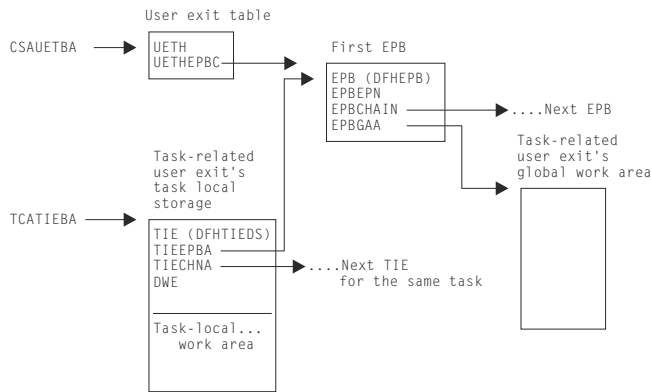 User exit table
CSAUETBA
UETH
UETHEPBC
First EPB
EPB (DFHEPB)
EPBEPN
EPBCHAIN
EPBGAA
....Next EPB
Task-related
user exit's
global work area
Task-related
user exit's
task local
storage
TCATIEBA
TIE (DFHTIEDS)
TIEEPBA
TIECHNA
DWE
....Next TIE
for the same task
Task-local...
work area